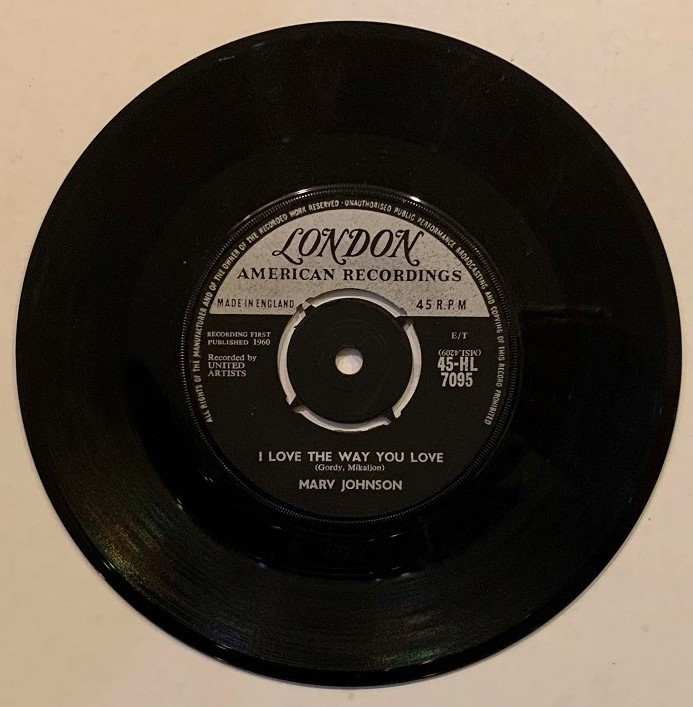 ALL RIGHTS OF THE MANUFACTURER AND OF THE OWNER OF THE RECORDED WORK RESERVED · UNAUTHORISED PUBLIC PERFORMANCE BROADCASTING AND COPYING OF THIS RECORD PROHIBITED
LONDON
AMERICAN RECORDINGS
MADE IN ENGLAND
45 R.P.M
RECORDING FIRST
PUBLISHED 1960
Recorded by
UNITED
ARTISTS
E/T
(MSL.4209)
45-HL
7095
I LOVE THE WAY YOU LOVE
(Gordy, Mikaljon)
MARV JOHNSON